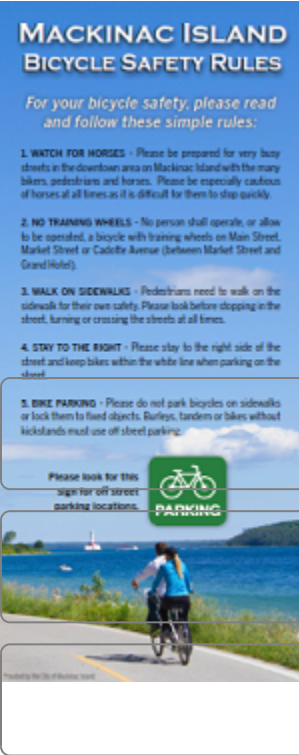 MACKINAC ISLAND
BICYCLE SAFETY RULES
For your bicycle safety, please read
and follow these simple rules:
1. WATCH FOR HORSES - Please be prepared for very busy
streets in the downtown area on Mackinac Island with the many
bikers, pedestrians and horses. Please be especially cautious
of horses at all times as it is difficult for them to stop quickly.
2. NO TRAINING WHEELS - No person shall operate, or allow
to be operated, a bicycle with training wheels on Main Street,
Market Street or Cadotte Avenue (between Market Street and
Grand Hotel).
3. WALK ON SIDEWALKS - Pedestrians need to walk on the
sidewalk for their own safety. Please look before stopping in the
street, turning or crossing the streets at all times.
4. STAY TO THE RIGHT - Please stay to the right side of the
street and keep bikes within the white line when parking on the
street.
5. BIKE PARKING - Please do not park bicycles on sidewalks
or lock them to fixed objects. Burleys, tandem or bikes without
kickstands must use off street parking.
Please look for this
sign for off street
parking locations.
PARKING
Provided by the City of Mackinac Island